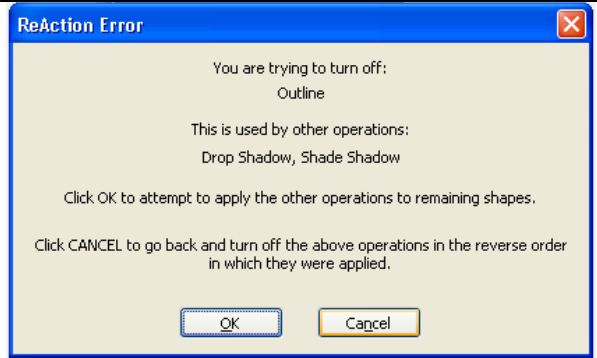 ReAction Error
You are trying to turn off:
Outline
This is used by other operations:
Drop Shadow, Shade Shadow
Click OK to attempt to apply the other operations to remaining shapes.
Click CANCEL to go back and turn off the above operations in the reverse order
in which they were applied.
OK
Cancel